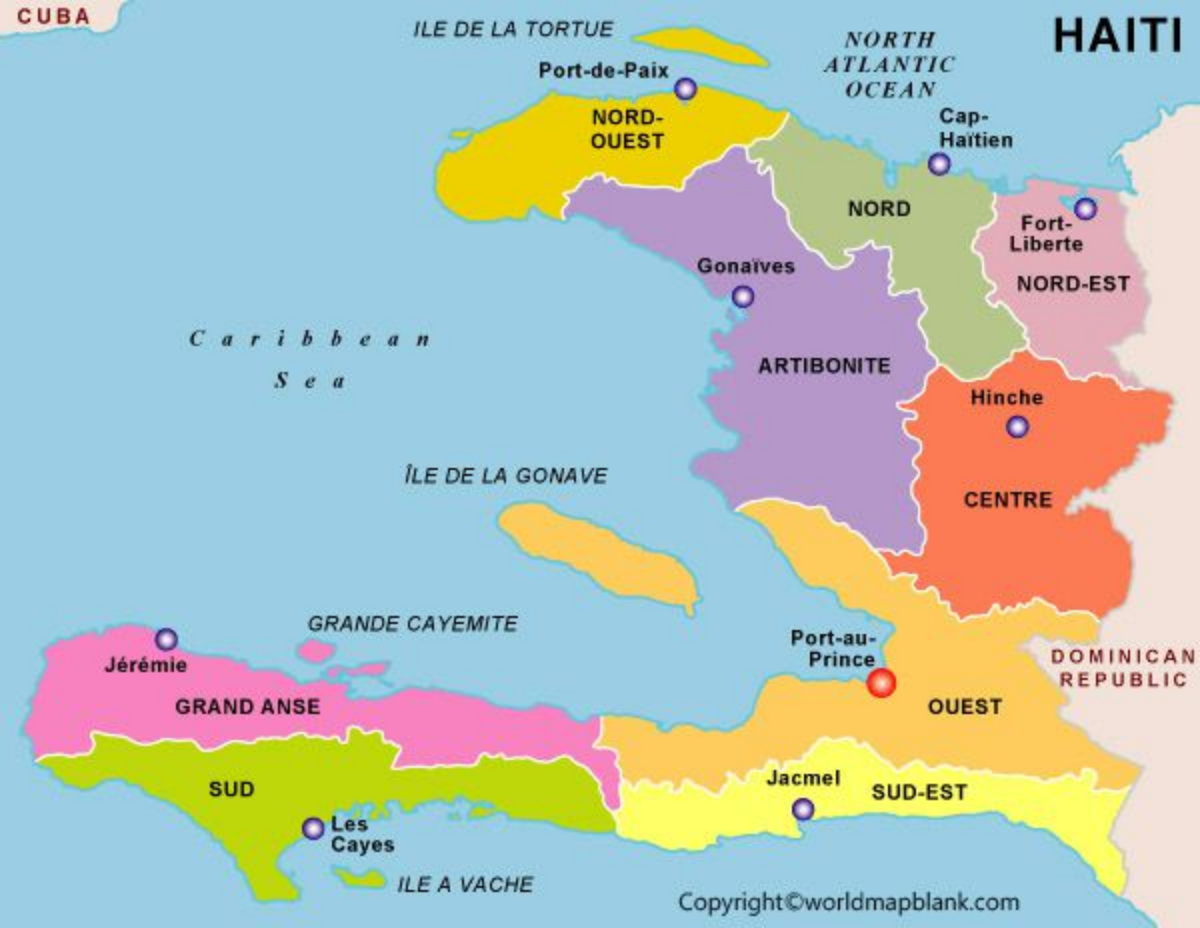 CUBA
ILE DE LA TORTUE
NORTH
ATLANTIC
OCEAN
HAITI
Port-de-Paix
NORD-
OUEST
Cap-
Haïtien
NORD
Fort-
Liberte
NORD-EST
Gonaïves
Caribbean
Sea
ARTIBONITE
Hinche
CENTRE
ÎLE DE LA GONAVE
GRANDE CAYEMITE
Port-au-
Prince
DOMINICAN
REPUBLIC
Jérémie
GRAND ANSE
OUEST
SUD
Jacmel
SUD-EST
Les
Cayes
ILE A VACHE
Copyright©worldmapblank.com